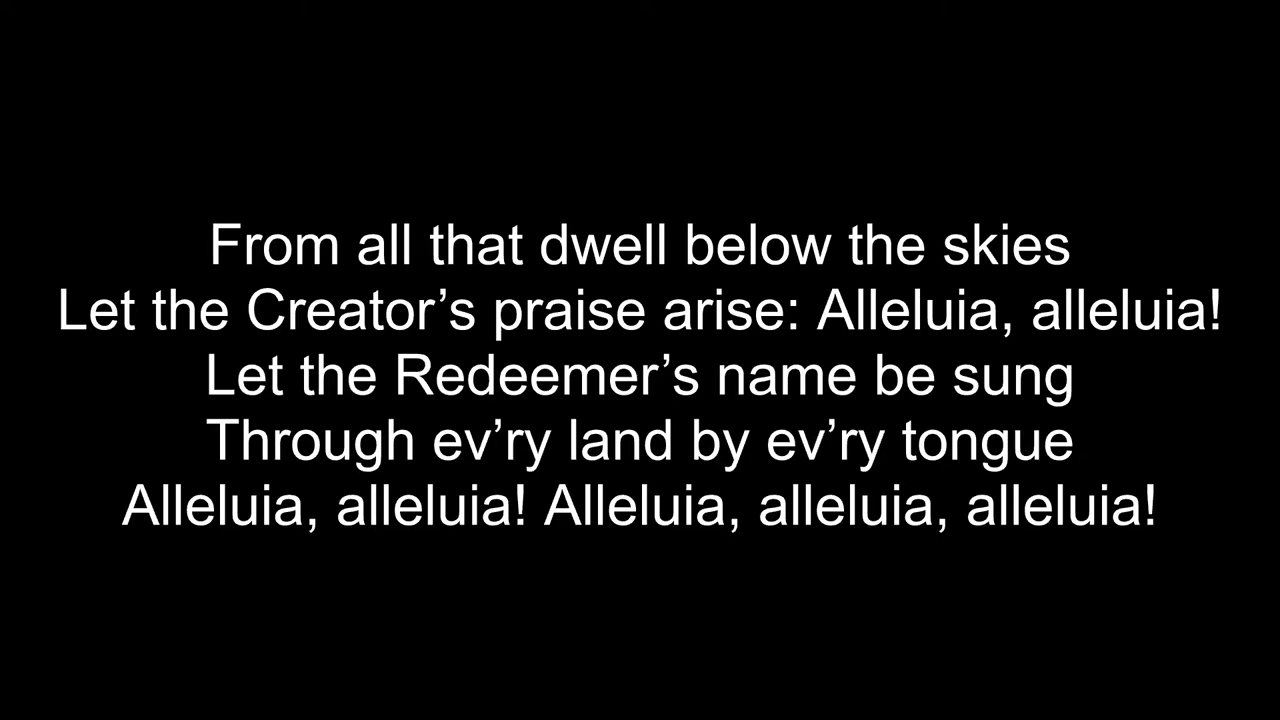 From all that dwell below the skies
Let the Creator’s praise arise: Alleluia, alleluia!
Let the Redeemer’s name be sung
Through ev’ry land by ev’ry tongue
Alleluia, alleluia! Alleluia, alleluia, alleluia!